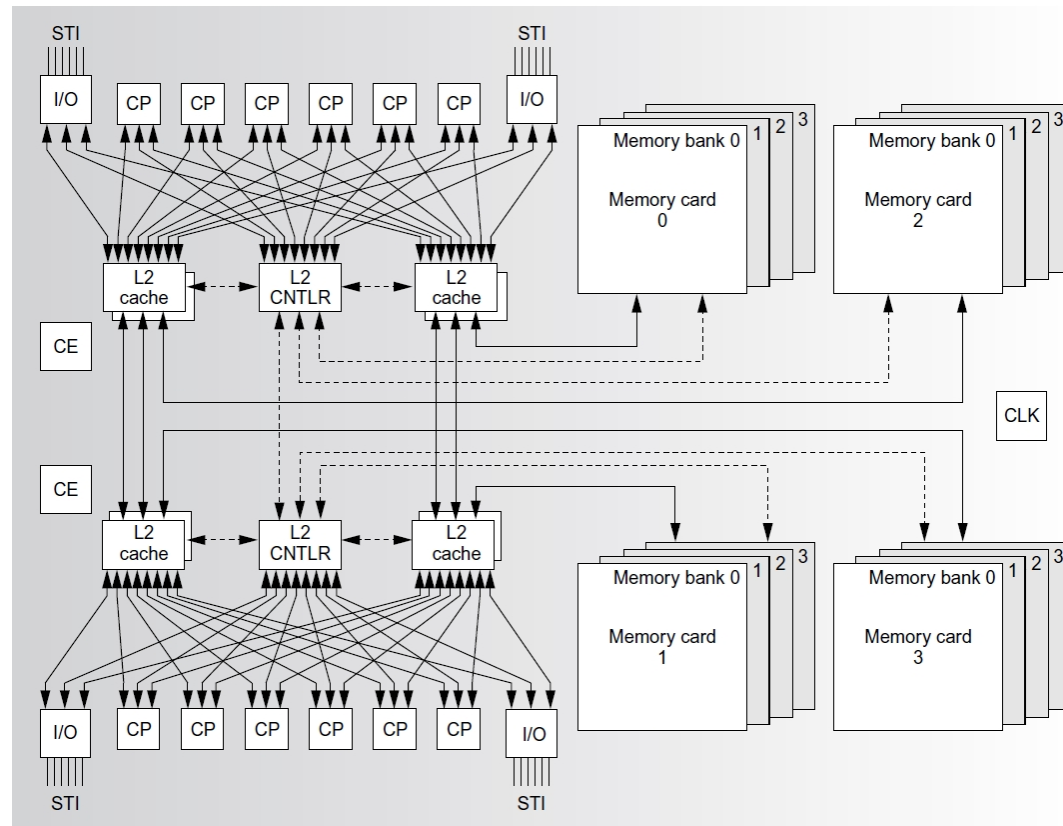 STI
STI
I/O
CP
CP
CP
CP
CP
CP
I/O
Memory bank 0
1
2
3
Memory card
0
Memory bank 0
1
2
3
Memory card
2
L2
cache
L2
CNTLR
L2
cache
CE
CLK
CE
L2
cache
L2
CNTLR
L2
cache
Memory bank 0
1
2
3
Memory card
1
Memory bank 0
1
2
3
Memory card
3
I/O
CP
CP
CP
CP
CP
CP
I/O
STI
STI